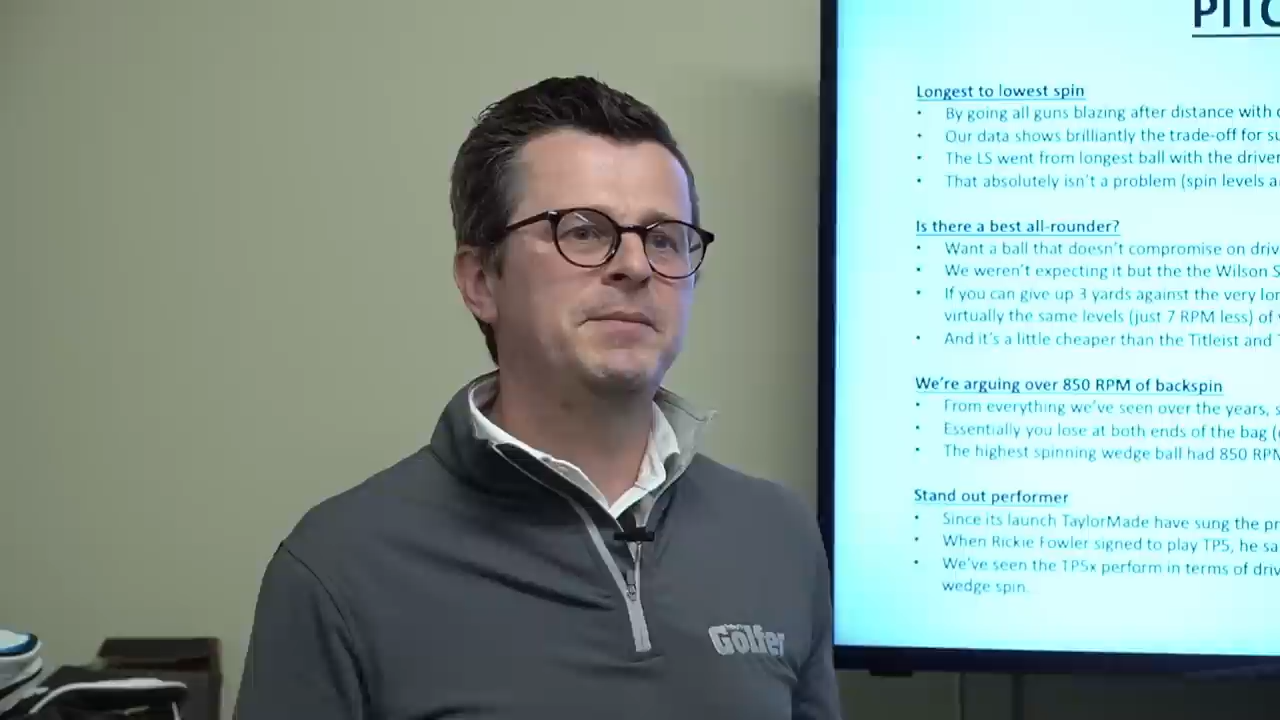 PITC
Longest to lowest spin
• By going all guns blazing after distance with
• Our data shows brilliantly the trade-off for su
• The LS went from longest ball with the driver
• That absolutely isn't a problem (spin levels a
Is there a best all-rounder?
• Want a ball that doesn't compromise on driv
• We weren't expecting it but the the Wilson S
• If you can give up 3 yards against the very lon
virtually the same levels (just 7 RPM less) of
• And it's a little cheaper than the Titleist and
We're arguing over 850 RPM of backspin
• From everything we've seen over the years, s
• Essentially you lose at both ends of the bag (
• The highest spinning wedge ball had 850 RPM
Stand out performer
• Since its launch TaylorMade have sung the pr
• When Rickie Fowler signed to play TP5, he sa
• We've seen the TP5x perform in terms of driv
wedge spin.
Golfer